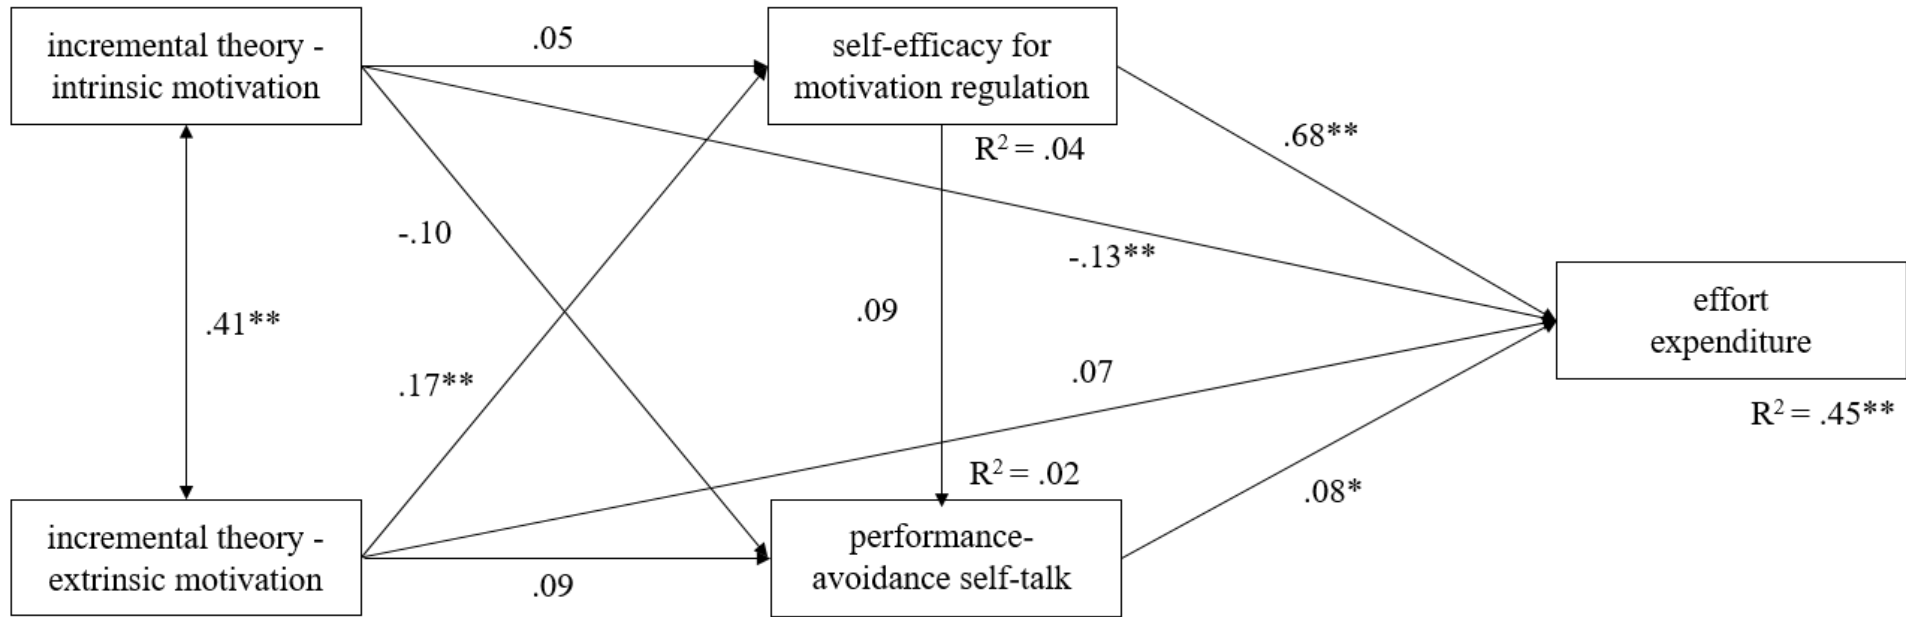 incremental theory -
intrinsic motivation
.05
self-efficacy for
motivation regulation
R² = .04
.68**
-.10
-.13**
.41**
.09
effort
expenditure
.17**
.07
R² = .45**
R² = .02
.08*
incremental theory -
extrinsic motivation
.09
performance-
avoidance self-talk